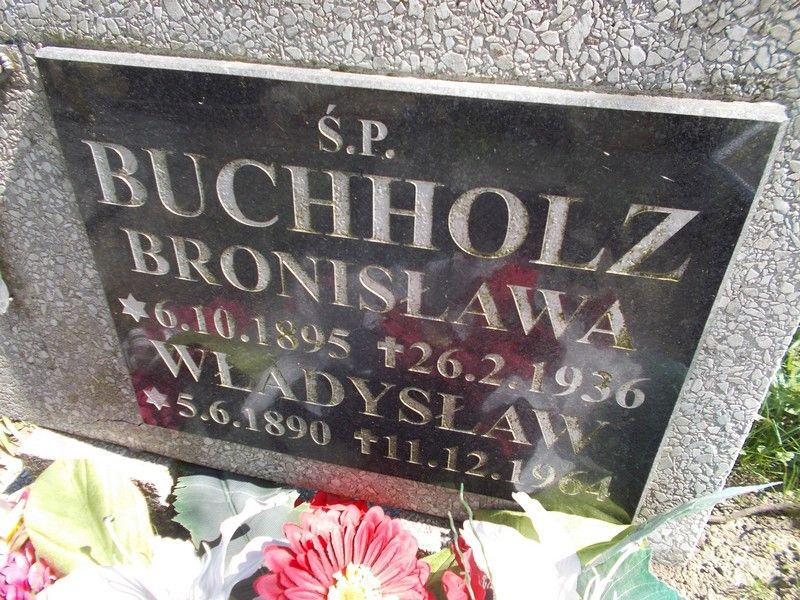 Ś.P.
BUCHHOLZ
BRONISŁAWA
✶6.10.1895 ✝26.2.1936
WŁADYSŁAW
✶5.6.1890 ✝11.12.1964